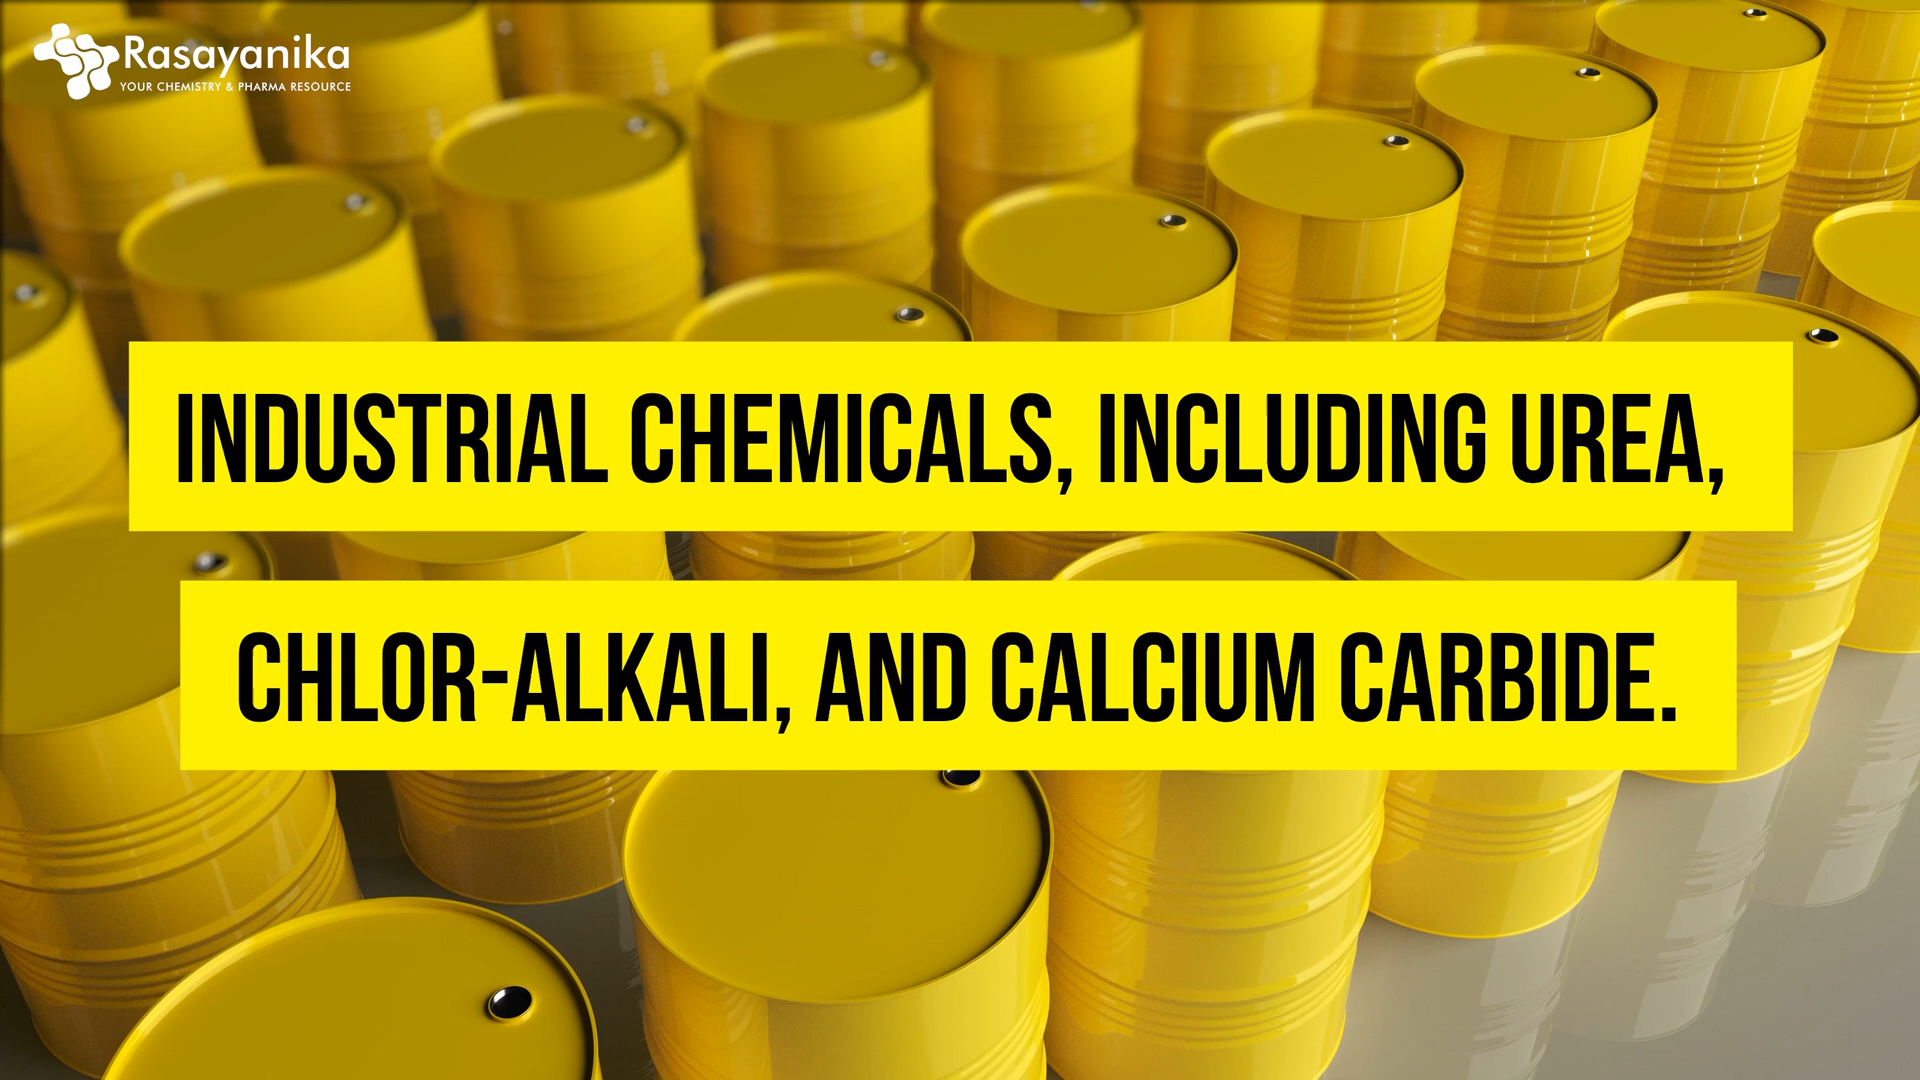 Rasayanika
YOUR CHEMISTRY & PHARMA RESOURCE
INDUSTRIAL CHEMICALS, INCLUDING UREA,
CHLOR-ALKALI, AND CALCIUM CARBIDE.